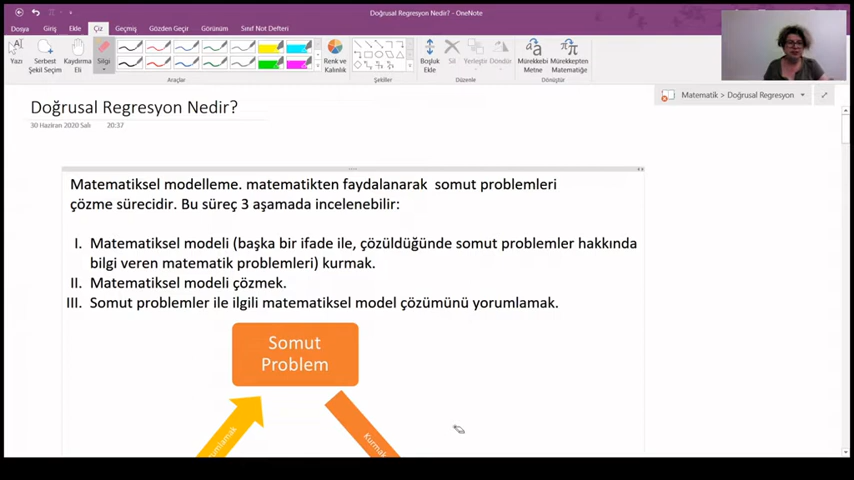 Doğrusal Regresyon Nedir? - OneNote
Dosya Giriş Ekle Çiz Geçmiş Gözden Geçir Görünüm Sınıf Not Defteri
Yazı Serbest Şekil Seçim Kaydırma Eli Silgi Renk ve Kalınlık Boşluk Ekle Sil Yerleştir Döndür Mürekkebi Metne Mürekkepten Matematiğe
Araçlar Şekiller Düzenle Dönüştür
Matematik > Doğrusal Regresyon
Doğrusal Regresyon Nedir?
30 Haziran 2020 Salı 20:37
Matematiksel modelleme. matematikten faydalanarak somut problemleri
çözme sürecidir. Bu süreç 3 aşamada incelenebilir:
I. Matematiksel modeli (başka bir ifade ile, çözüldüğünde somut problemler hakkında
bilgi veren matematik problemleri) kurmak.
II. Matematiksel modeli çözmek.
III. Somut problemler ile ilgili matematiksel model çözümünü yorumlamak.
Somut
Problem
Kurmak